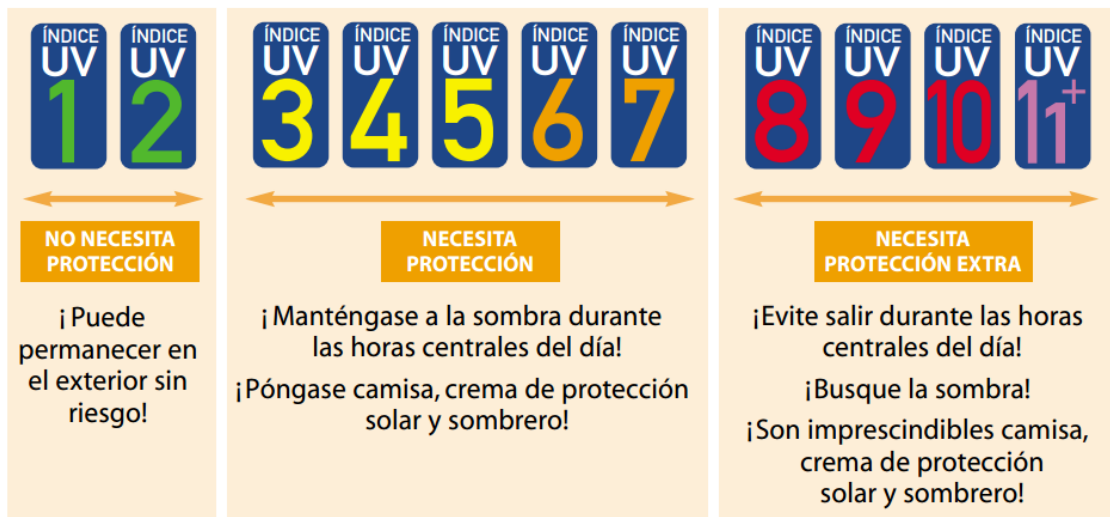 ÍNDICE
UV
1
ÍNDICE
UV
2
NO NECESITA
PROTECCIÓN
¡Puede
permanecer en
el exterior sin
riesgo!
ÍNDICE
UV
3
ÍNDICE
UV
4
ÍNDICE
UV
5
ÍNDICE
UV
6
ÍNDICE
UV
7
NECESITA
PROTECCIÓN
¡Manténgase a la sombra durante
las horas centrales del día!
¡Póngase camisa, crema de protección
solar y sombrero!
ÍNDICE
UV
8
ÍNDICE
UV
9
ÍNDICE
UV
10
ÍNDICE
UV
11+
NECESITA
PROTECCIÓN EXTRA
¡Evite salir durante las horas
centrales del día!
¡Busque la sombra!
¡Son imprescindibles camisa,
crema de protección
solar y sombrero!